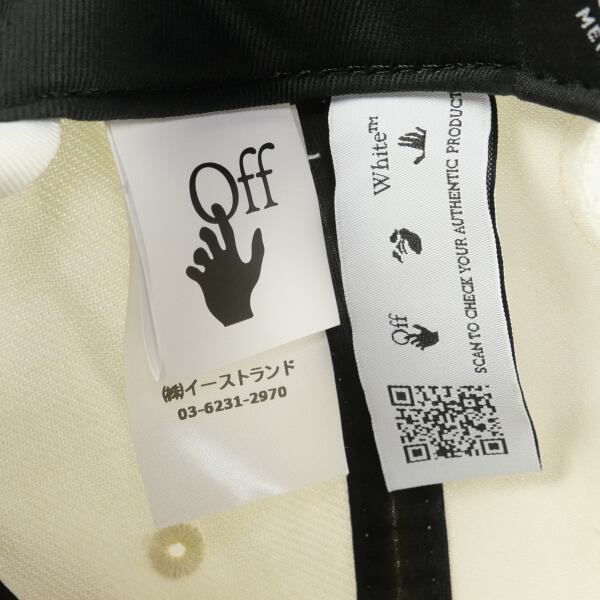 Off
(株)イーストランド
03-6231-2970
White™
Off
SCAN TO CHECK YOUR AUTHENTIC PRODUCT